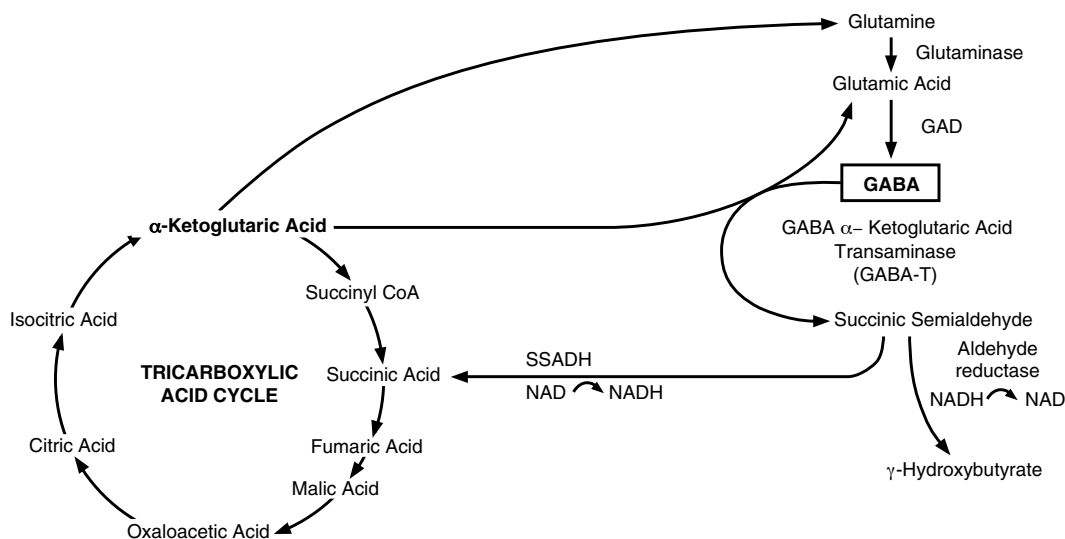 Glutamine
Glutaminase
Glutamic Acid
GAD
GABA
α-Ketoglutaric Acid
GABA α– Ketoglutaric Acid
Transaminase
(GABA-T)
Succinyl CoA
Isocitric Acid
Succinic Semialdehyde
TRICARBOXYLIC
ACID CYCLE
Succinic Acid
SSADH
NAD NADH
Aldehyde
reductase
NADH NAD
Citric Acid
Fumaric Acid
γ-Hydroxybutyrate
Malic Acid
Oxaloacetic Acid